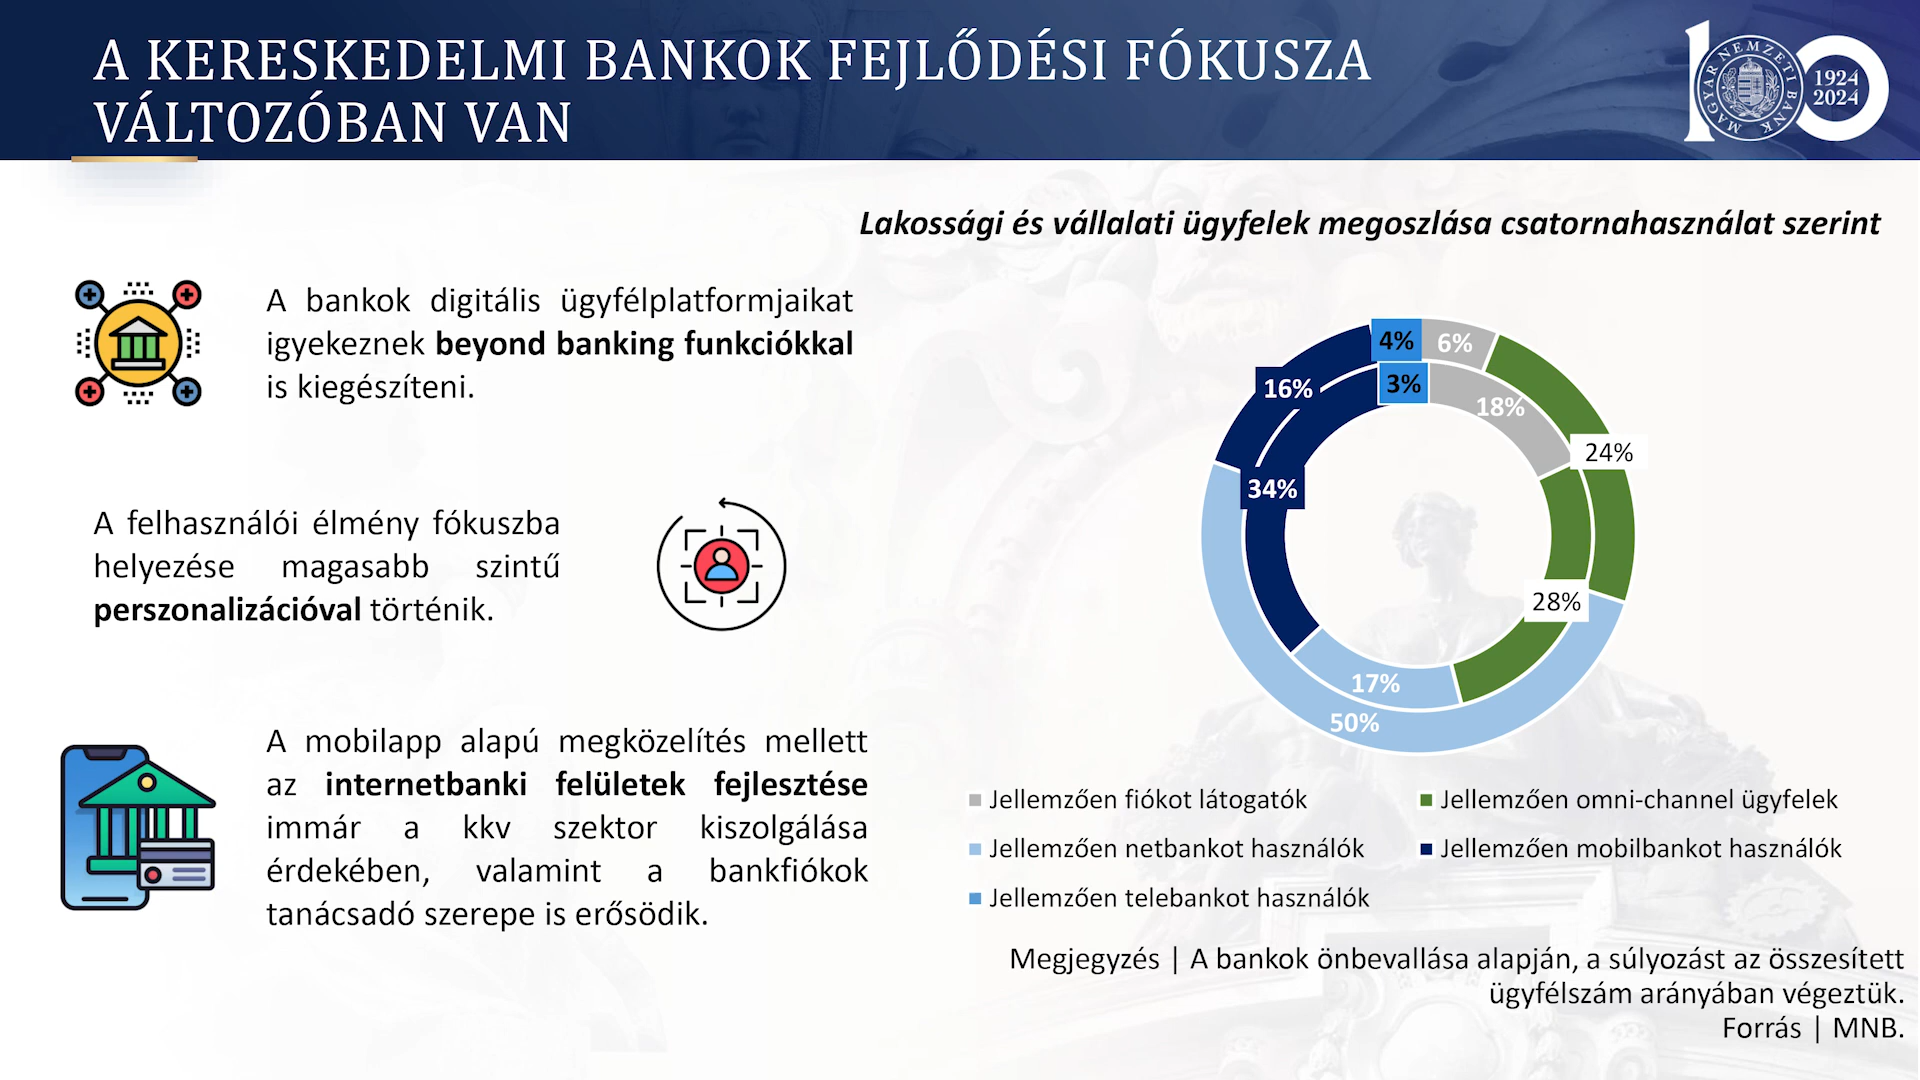 A KERESKEDELMI BANKOK FEJLŐDÉSI FÓKUSZA
VÁLTOZÓBAN VAN
MAGYAR NEMZETI BANK
1924
2024
A bankok digitális ügyfélplatformjaikat
igyekeznek beyond banking funkciókkal
is kiegészíteni.
A felhasználói élmény fókuszba
helyezése magasabb szintű
perszonalizációval történik.
A mobilapp alapú megközelítés mellett
az internetbanki felületek fejlesztése
immár a kkv szektor kiszolgálása
érdekében, valamint a bankfiókok
tanácsadó szerepe is erősödik.
Lakossági és vállalati ügyfelek megoszlása csatornahasználat szerint
4%
6%
3%
16%
18%
24%
34%
28%
17%
50%
Jellemzően fiókot látogatók
Jellemzően omni-channel ügyfelek
Jellemzően netbankot használók
Jellemzően mobilbankot használók
Jellemzően telebankot használók
Megjegyzés | A bankok önbevallása alapján, a súlyozást az összesített
ügyfélszám arányában végeztük.
Forrás | MNB.